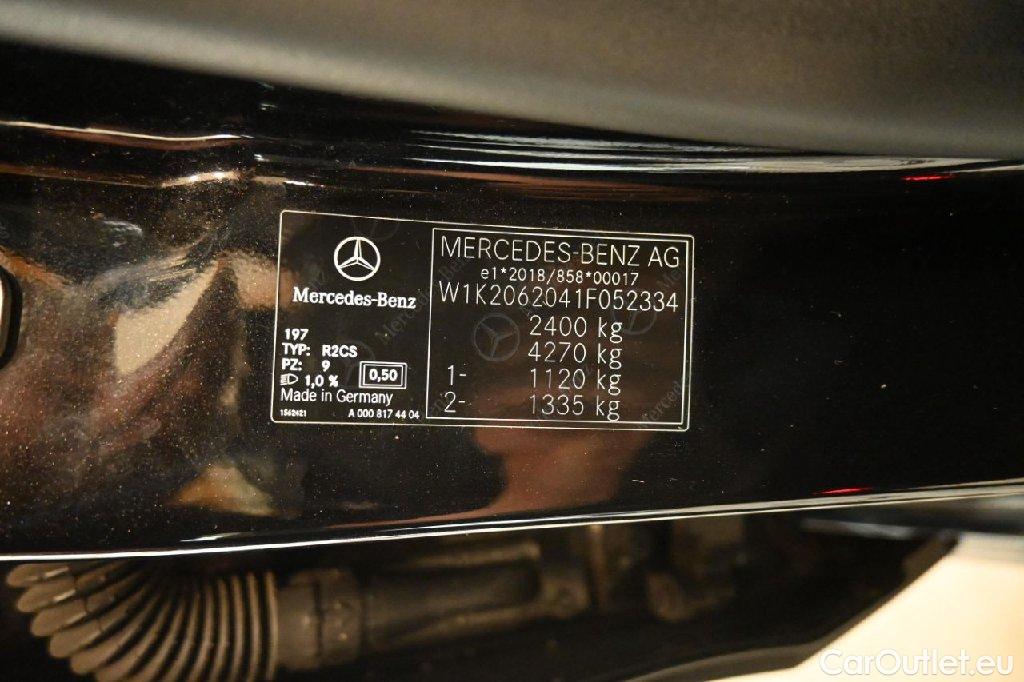 Mercedes-Benz
197
TYP: R2CS
PZ: 9
1,0 %
0,50
Made in Germany
1562421
A 000 817 44 04
MERCEDES-BENZ AG
e1*2018/858*00017
W1K2062041F052334
2400 kg
4270 kg
1- 1120 kg
2- 1335 kg
CarOutlet.eu